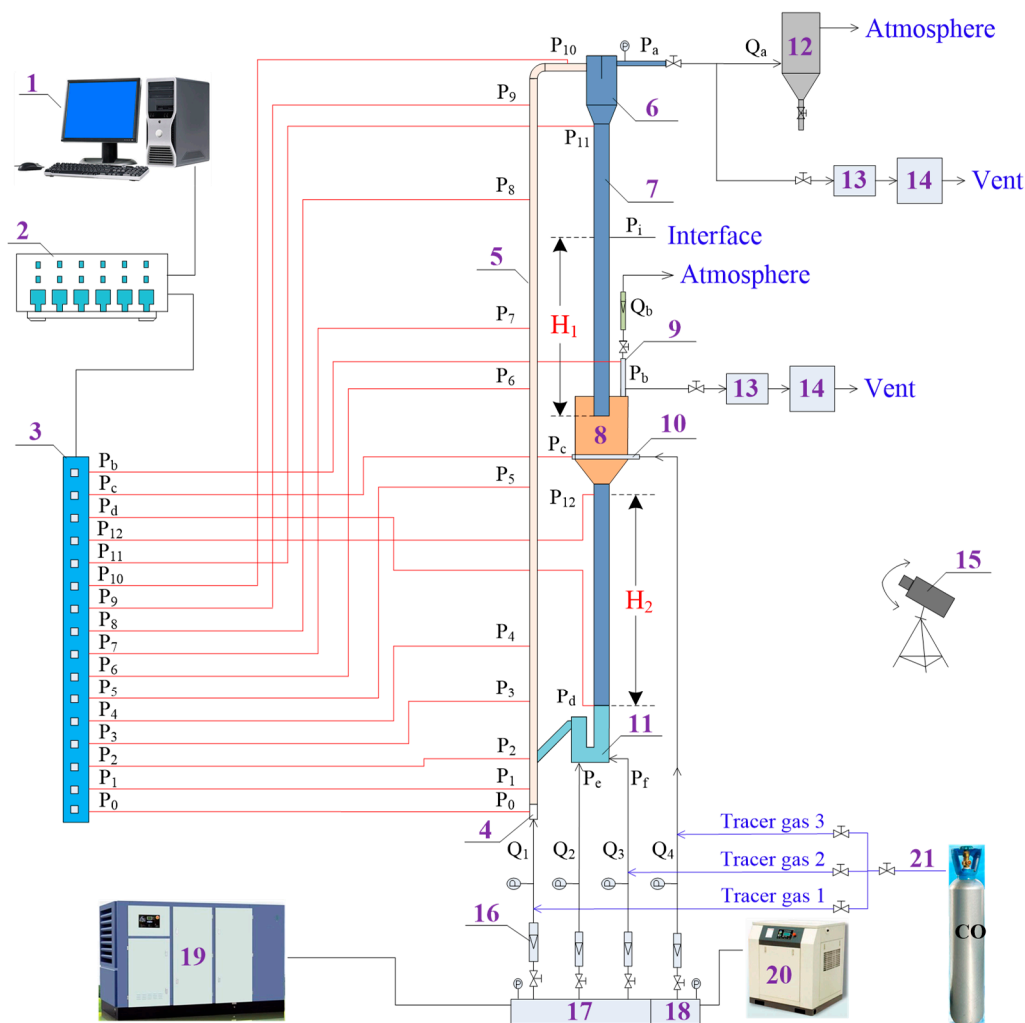 Atmosphere
12
Qa
Pa
P
P10
1
P9
6
P11
13
14
Vent
P8
7
2
Pi
Interface
5
Atmosphere
Qb
P7
H1
9
P6
Pb
13
14
Vent
3
8
10
Pc
Pb
P5
Pc
P12
Pd
P12
P11
15
P10
H2
P9
P8
P4
P7
P6
P5
P3
Pd
P4
11
P3
P2
P2
P1
Pe
Pf
P1
P0
P0
4
Tracer gas 3
Q1
Q2
Q3
Q4
Tracer gas 2
21
P
P
P
P
Tracer gas 1
16
CO
19
20
P
P
17
18